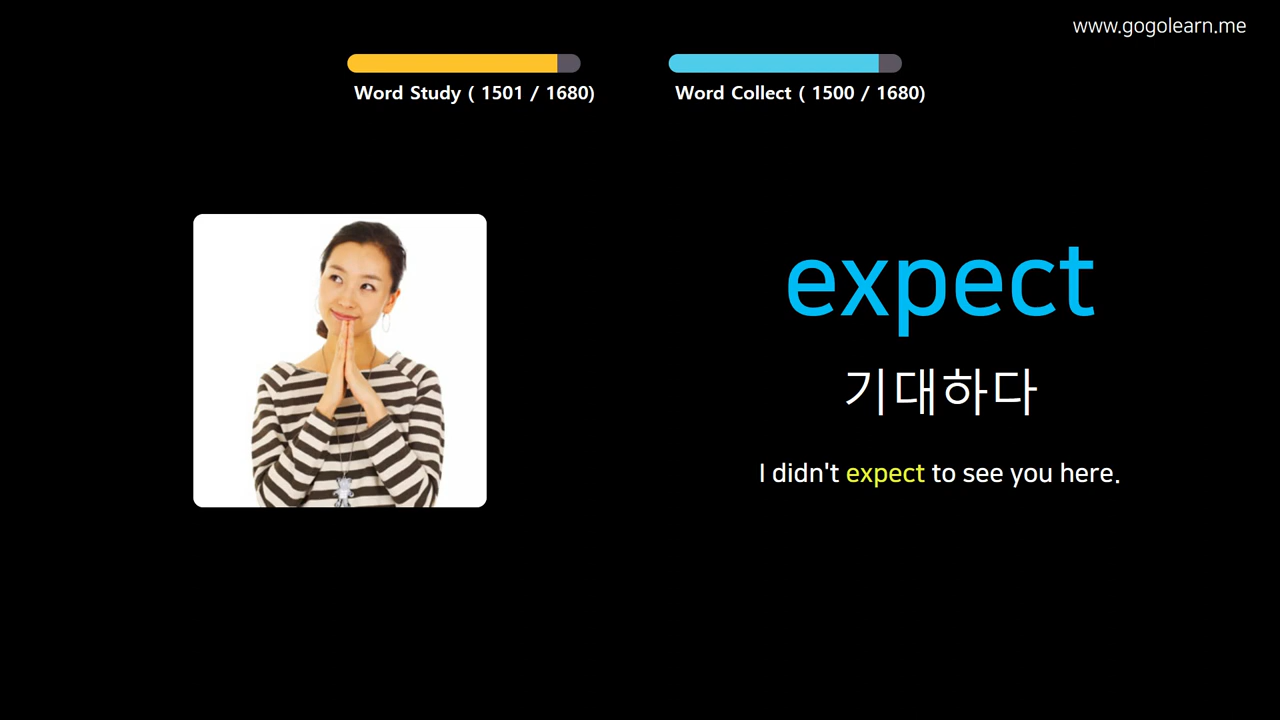 www.gogolearn.me
Word Study ( 1501 / 1680)
Word Collect ( 1500 / 1680)
expect
기대하다
I didn't expect to see you here.